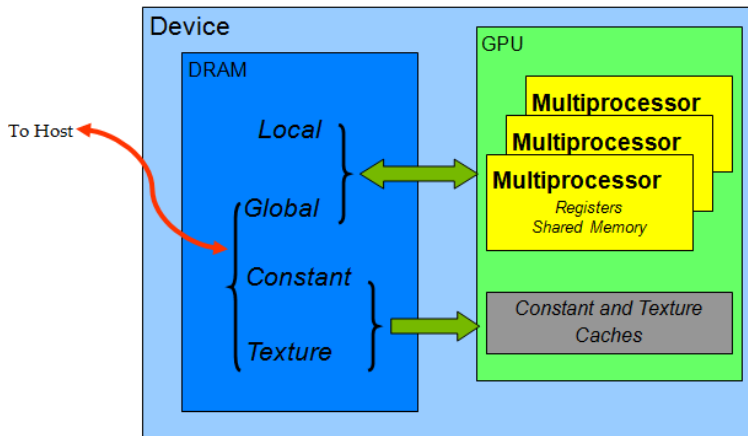 Device
DRAM
GPU
To Host
Local
Global
Constant
Texture
Multiprocessor
Multiprocessor
Multiprocessor
Registers
Shared Memory
Constant and Texture
Caches